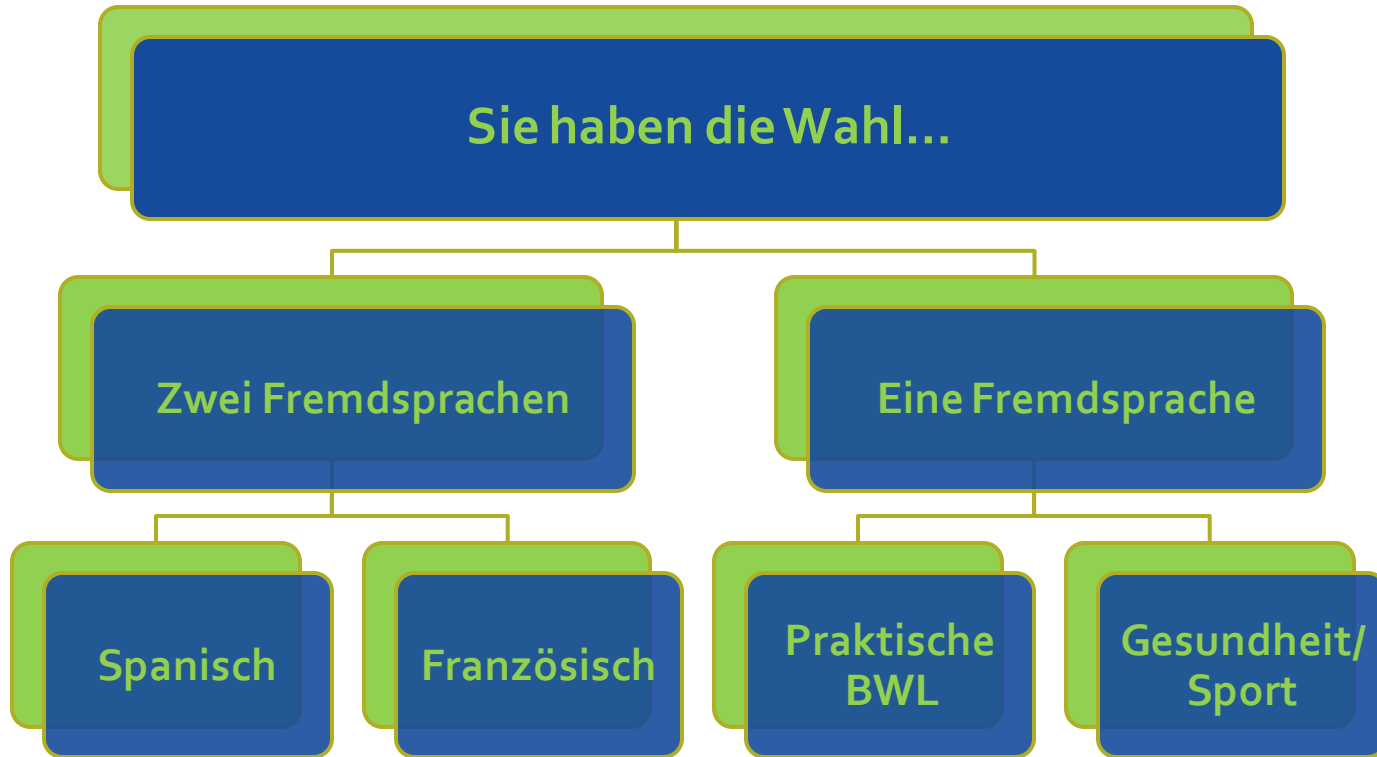 Sie haben die Wahl...
Zwei Fremdsprachen
Eine Fremdsprache
Spanisch
Französisch
Praktische
BWL
Gesundheit/
Sport